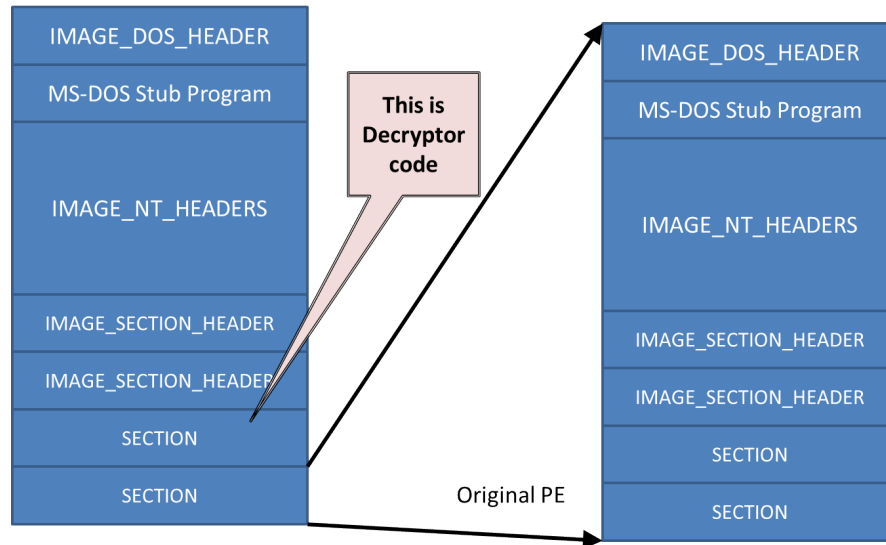 IMAGE_DOS_HEADER
MS-DOS Stub Program
IMAGE_NT_HEADERS
IMAGE_SECTION_HEADER
IMAGE_SECTION_HEADER
SECTION
SECTION
This is
Decryptor
code
Original PE
IMAGE_DOS_HEADER
MS-DOS Stub Program
IMAGE_NT_HEADERS
IMAGE_SECTION_HEADER
IMAGE_SECTION_HEADER
SECTION
SECTION